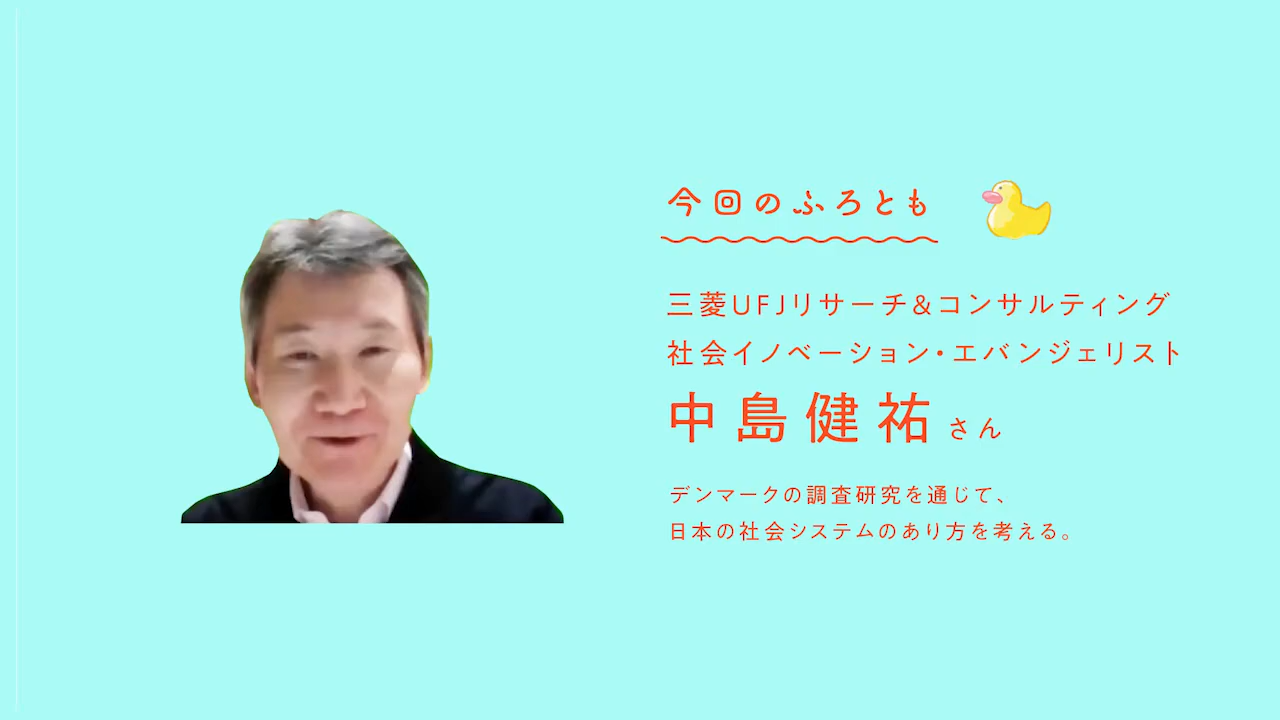 今回のふろとも
三菱UFJリサーチ&コンサルティング
社会イノベーション・エバンジェリスト
中島健祐さん
デンマークの調査研究を通じて、
日本の社会システムのあり方を考える。